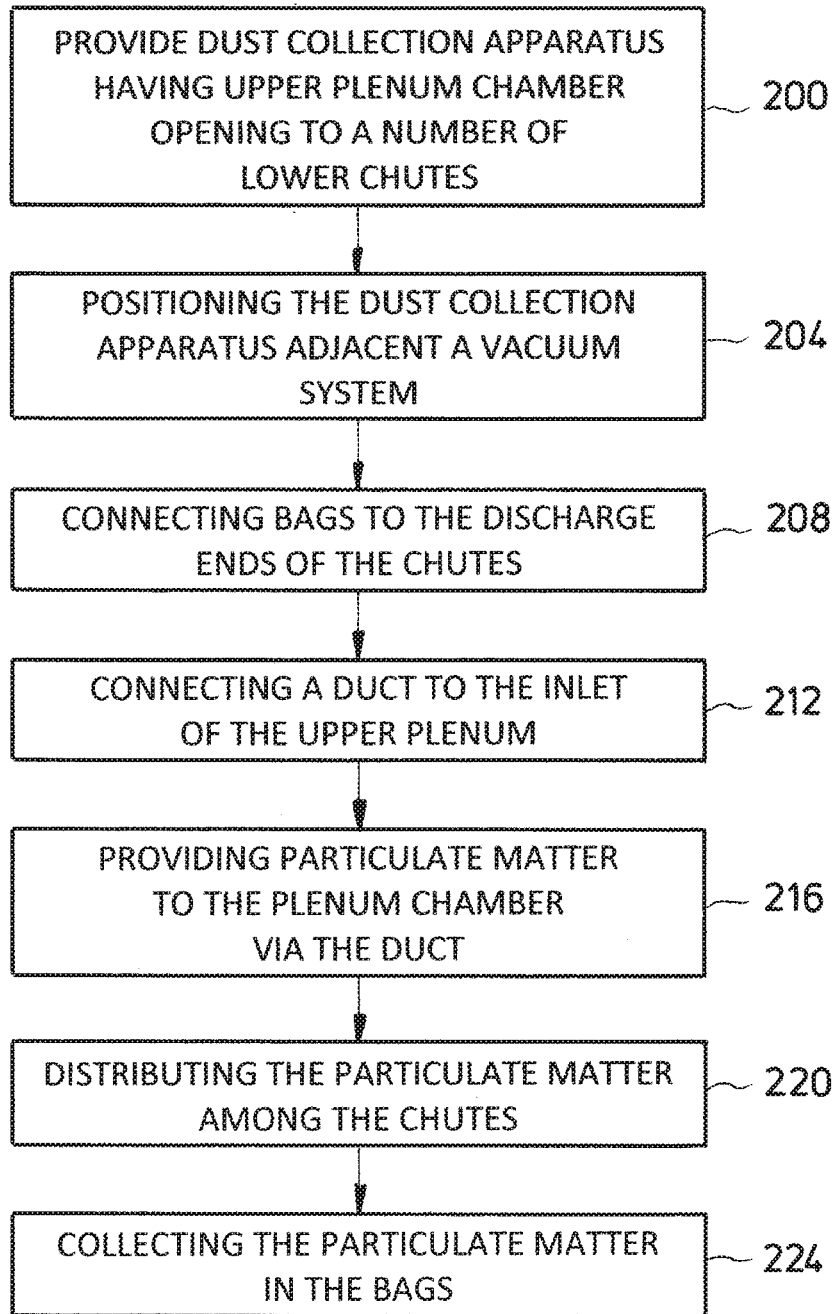 PROVIDE DUST COLLECTION APPARATUS
HAVING UPPER PLENUM CHAMBER
OPENING TO A NUMBER OF
LOWER CHUTES
200
POSITIONING THE DUST COLLECTION
APPARATUS ADJACENT A VACUUM
SYSTEM
204
CONNECTING BAGS TO THE DISCHARGE
ENDS OF THE CHUTES
208
CONNECTING A DUCT TO THE INLET
OF THE UPPER PLENUM
212
PROVIDING PARTICULATE MATTER
TO THE PLENUM CHAMBER
VIA THE DUCT
216
DISTRIBUTING THE PARTICULATE MATTER
AMONG THE CHUTES
220
COLLECTING THE PARTICULATE MATTER
IN THE BAGS
224